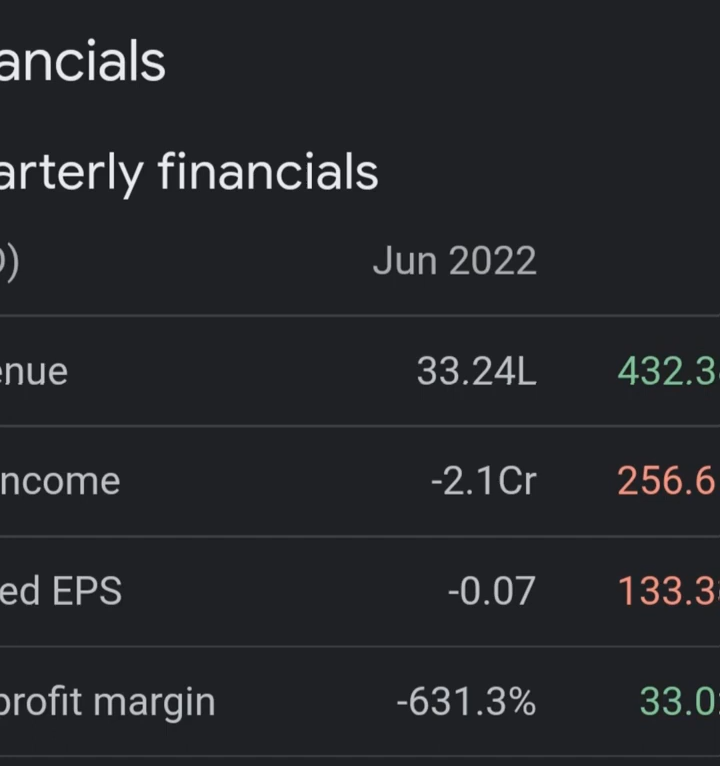 ancials
arterly financials
) Jun 2022
enue 33.24L 432.3
ncome -2.1Cr 256.6
ed EPS -0.07 133.3
profit margin -631.3% 33.0